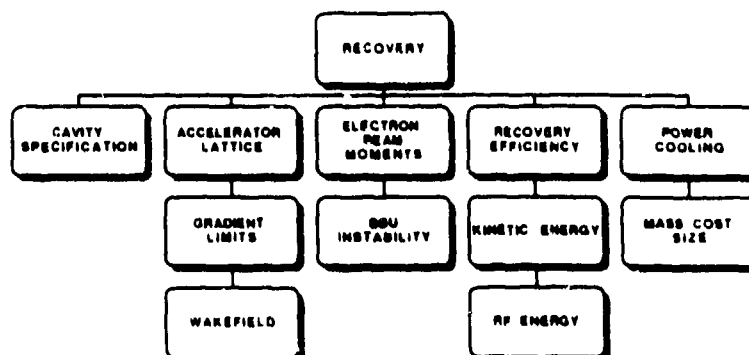 RECOVERY
CAVITY
SPECIFICATION
ACCELERATOR
LATTICE
ELECTRON
BEAM
MOMENTS
RECOVERY
EFFICIENCY
POWER
COOLING
GRADIENT
LIMITS
BBU
INSTABILITY
KINETIC ENERGY
MASS COST
SIZE
WAKEFIELD
RF ENERGY